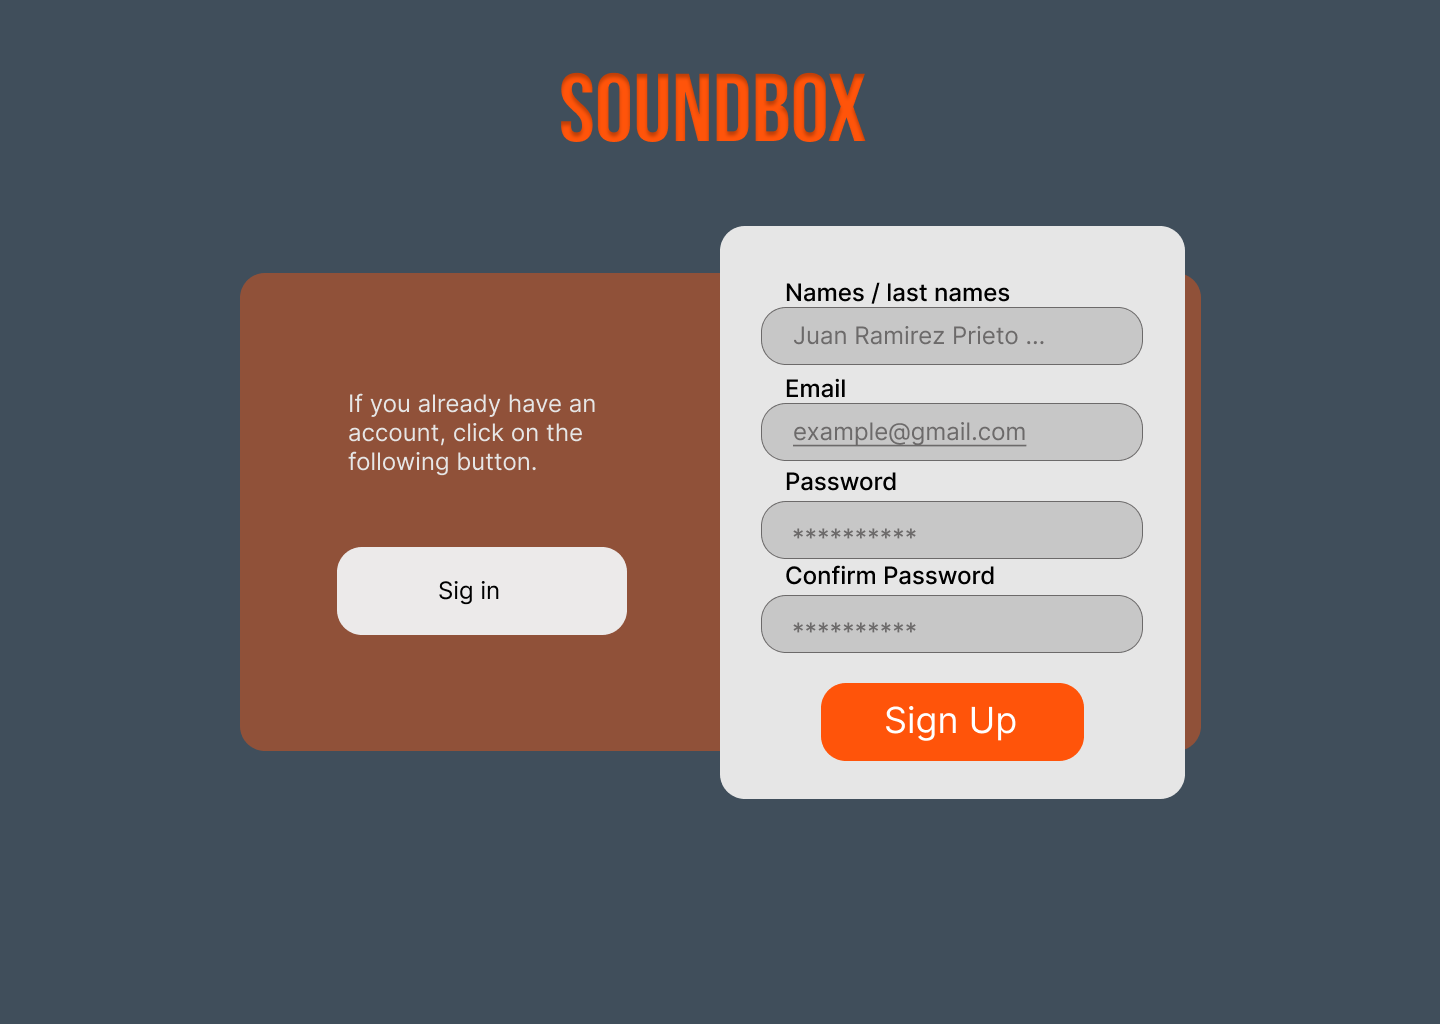 SOUNDBOX
If you already have an
account, click on the
following button.
Sig in
Names / last names
Juan Ramirez Prieto ...
Email
example@gmail.com
Password
**********
Confirm Password
**********
Sign Up